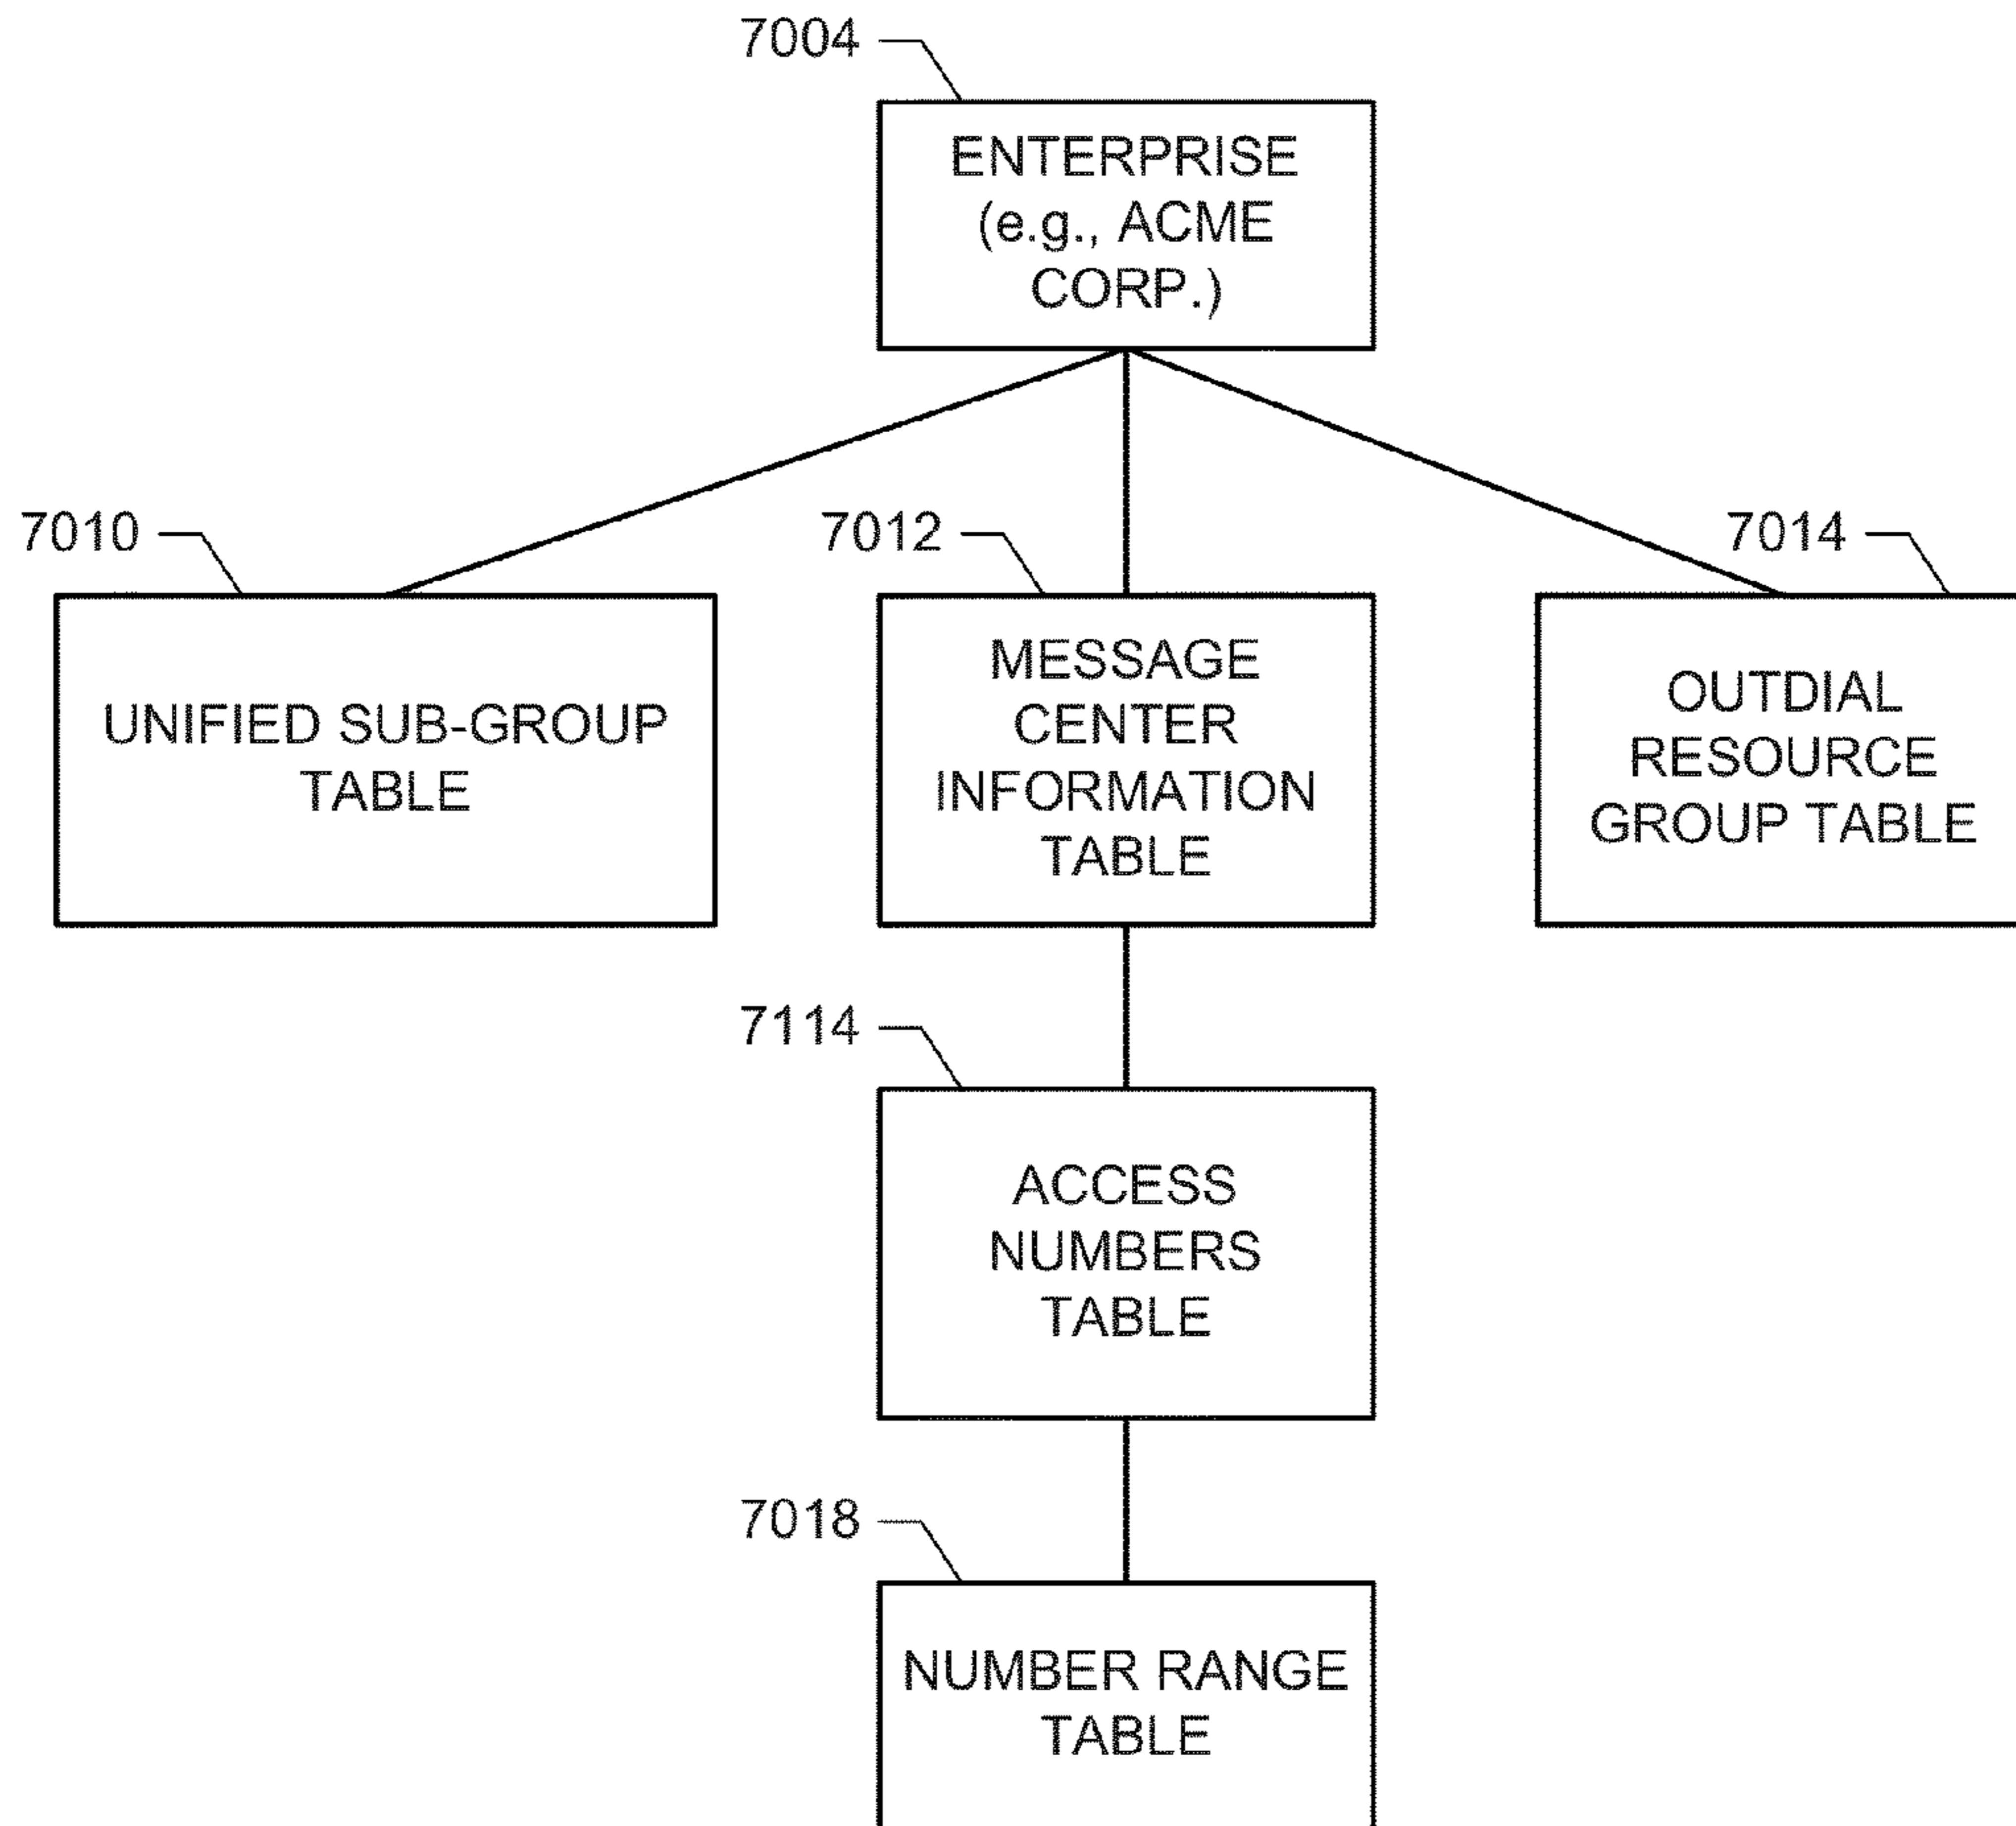 7004
ENTERPRISE
(e.g., ACME
CORP.)
7010
7012
7014
UNIFIED SUB-GROUP
TABLE
MESSAGE
CENTER
INFORMATION
TABLE
OUTDIAL
RESOURCE
GROUP TABLE
7114
ACCESS
NUMBERS
TABLE
7018
NUMBER RANGE
TABLE